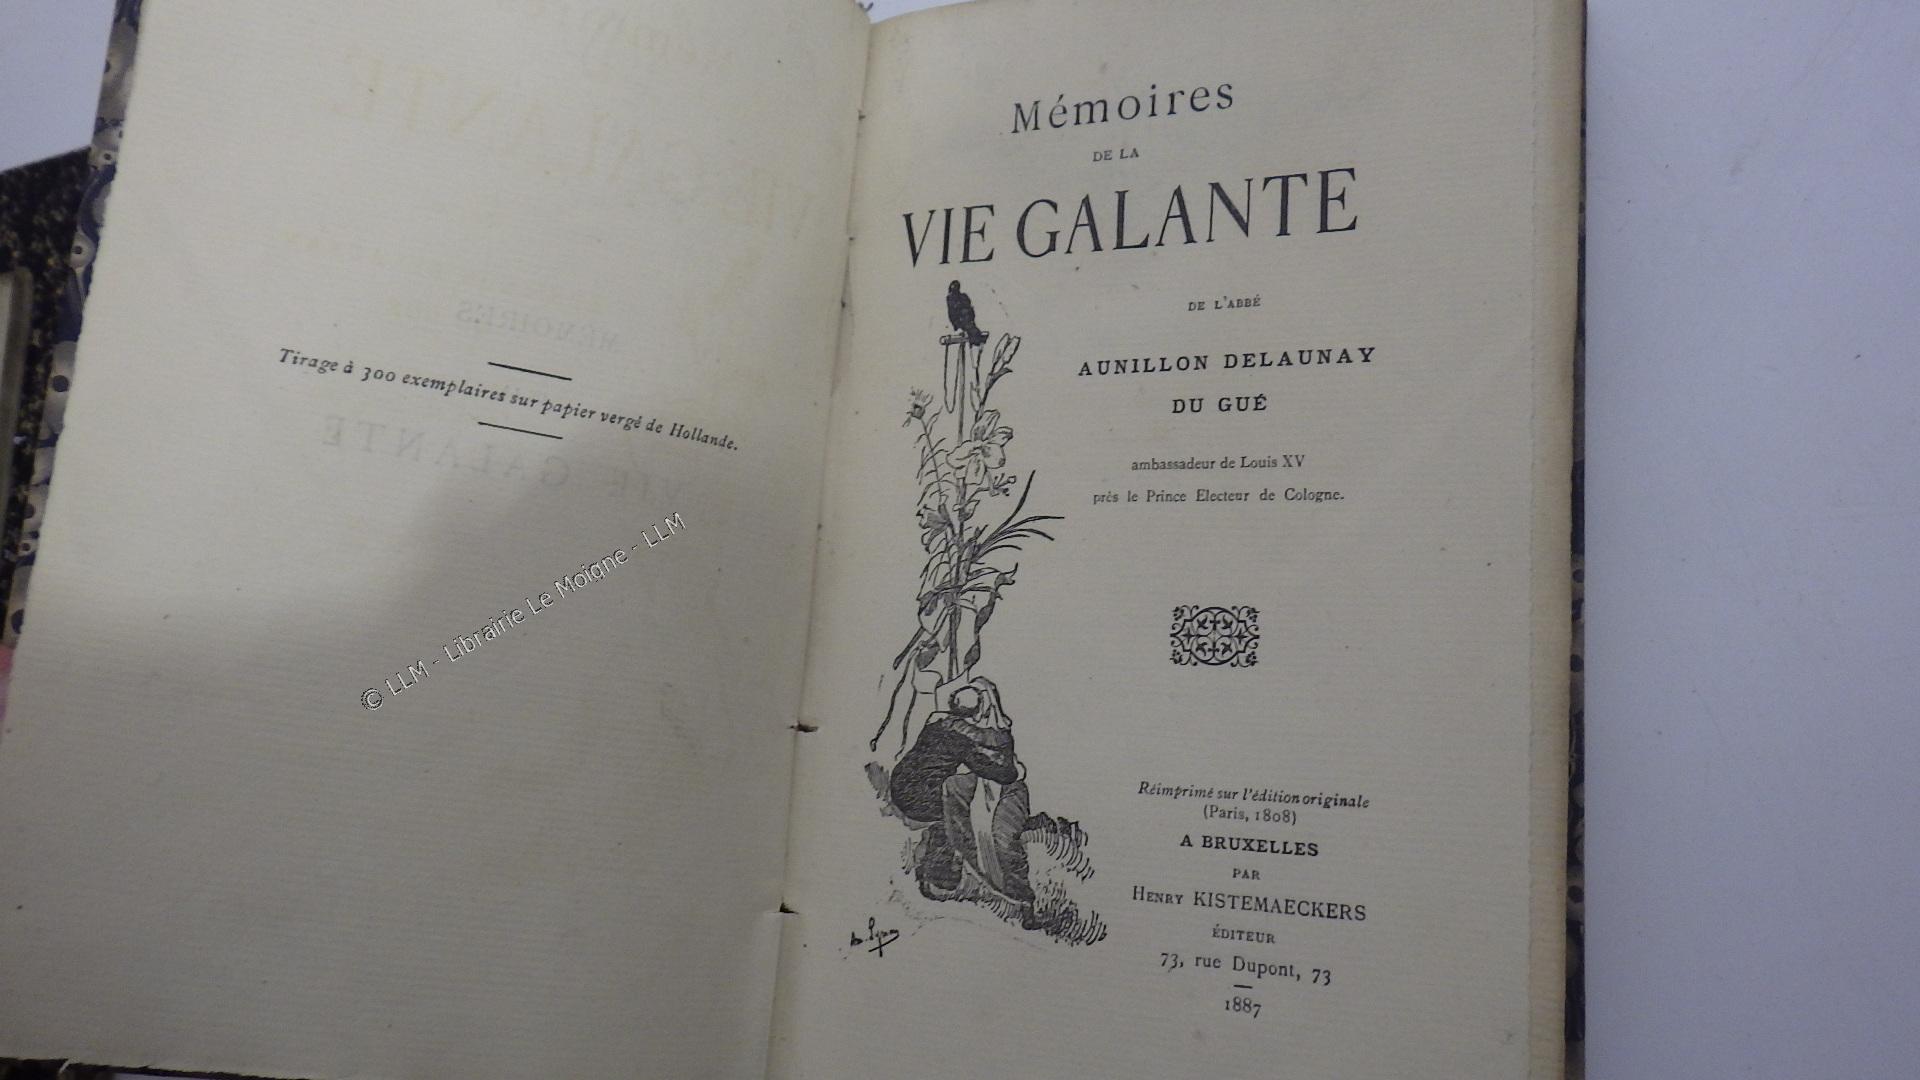 Tirage à 300 exemplaires sur papier vergé de Hollande.
© LLM - Librairie Le Moigne - LLM
Mémoires
DE LA
VIE GALANTE
DE L'ABBÉ
AUNILLON DELAUNAY
DU GUÉ
ambassadeur de Louis XV
près le Prince Electeur de Cologne.
Réimprimé sur l'édition originale
(Paris, 1808)
A BRUXELLES
PAR
HENRY KISTEMAECKERS
ÉDITEUR
73, rue Dupont, 73
1887